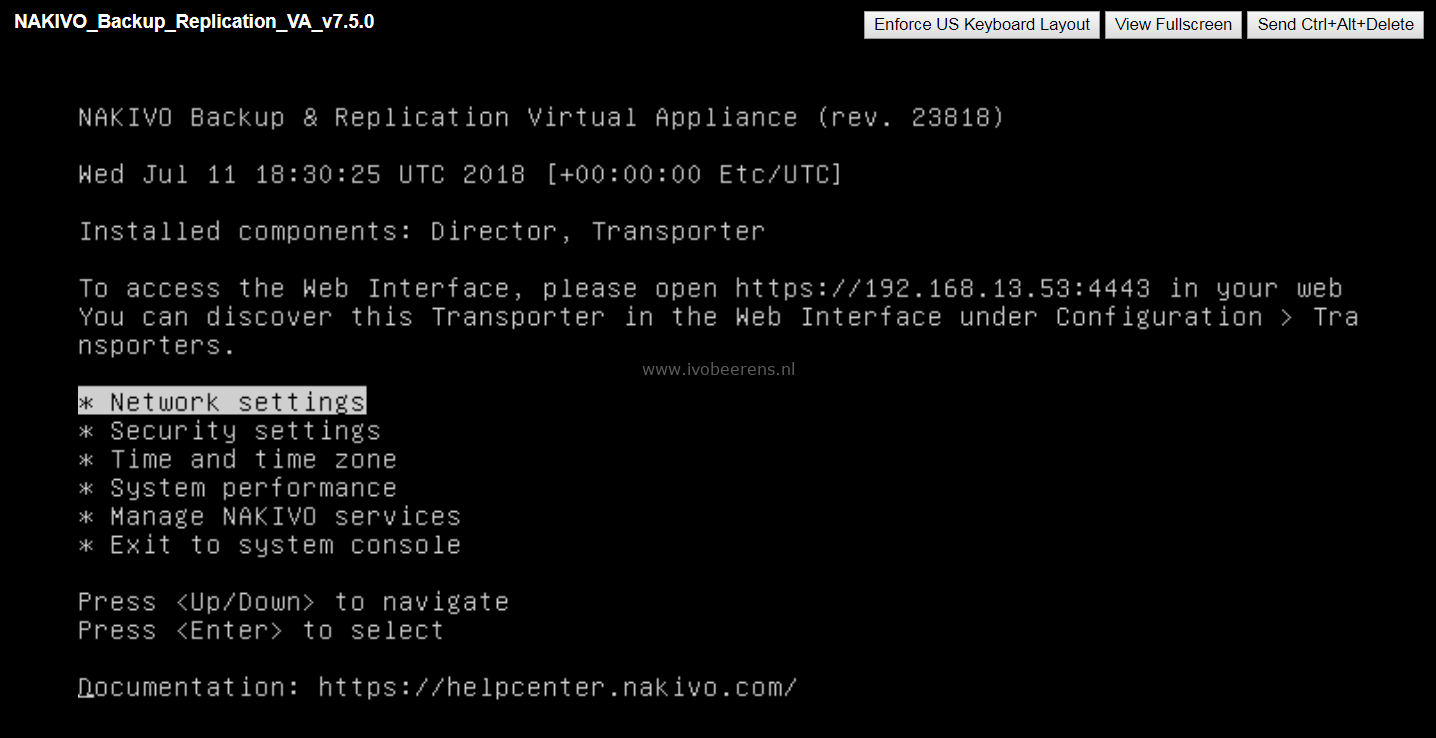 NAKIVO_Backup_Replication_VA_v7.5.0
Enforce US Keyboard Layout View Fullscreen Send Ctrl+Alt+Delete
NAKIVO Backup & Replication Virtual Appliance (rev. 23818)
Wed Jul 11 18:30:25 UTC 2018 [+00:00:00 Etc/UTC]
Installed components: Director, Transporter
To access the Web Interface, please open https://192.168.13.53:4443 in your web
You can discover this Transporter in the Web Interface under Configuration > Tra
nsporters.
www.ivobeerens.nl
* Network settings
* Security settings
* Time and time zone
* System performance
* Manage NAKIVO services
* Exit to system console
Press <Up/Down> to navigate
Press <Enter> to select
Documentation: https://helpcenter.nakivo.com/